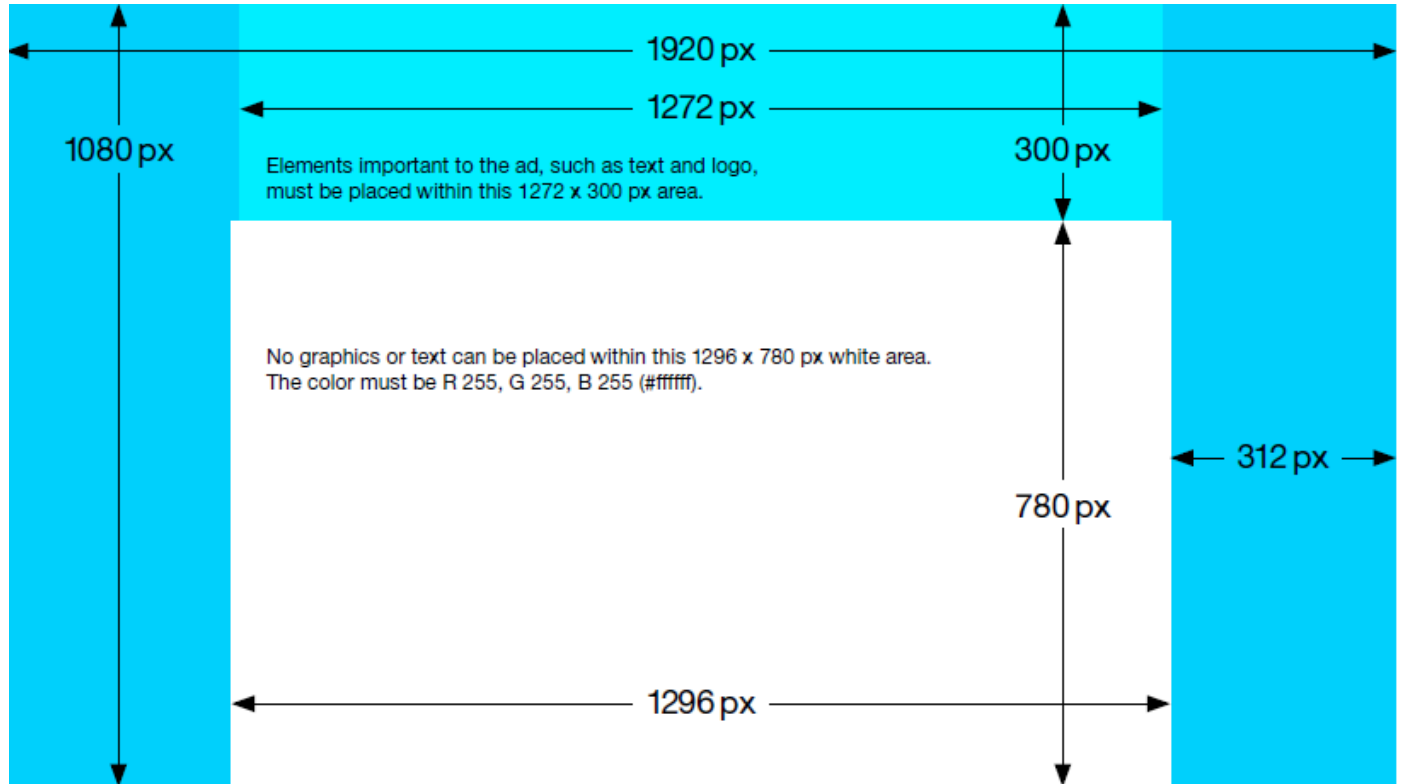 1920 px
1272 px
1080 px
300 px
Elements important to the ad, such as text and logo,
must be placed within this 1272 x 300 px area.
No graphics or text can be placed within this 1296 x 780 px white area.
The color must be R 255, G 255, B 255 (#ffffff).
312 px
780 px
1296 px